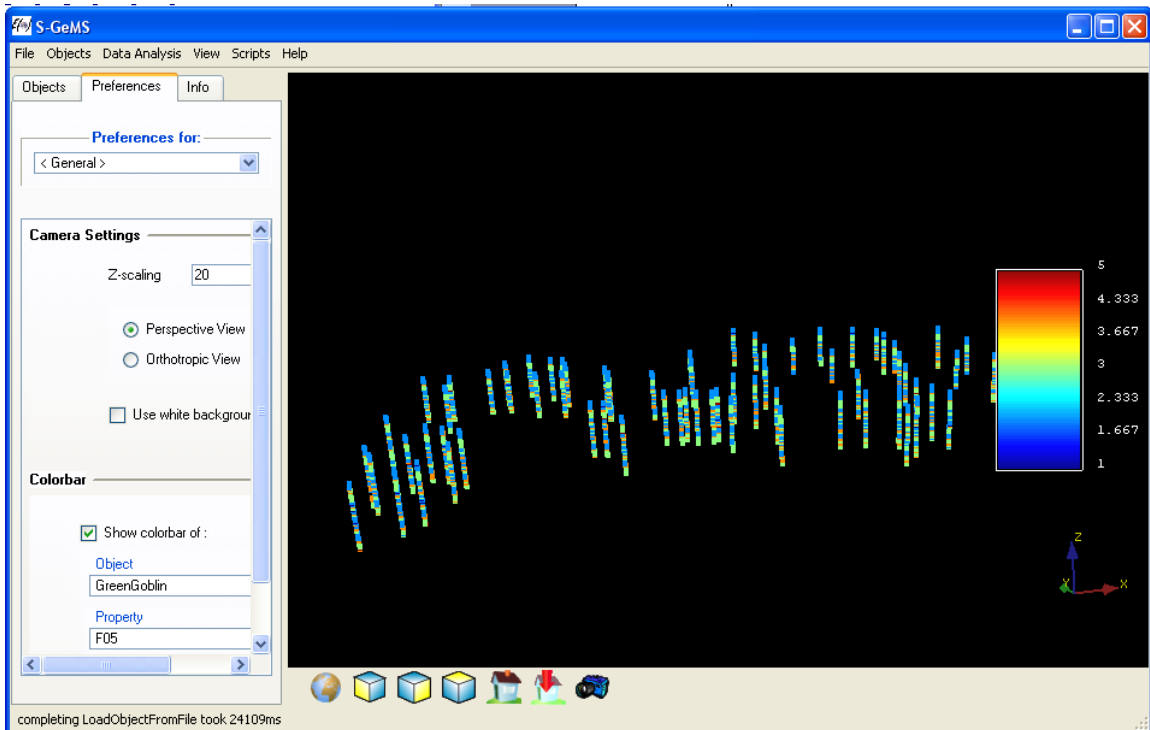 S-GeMS
File Objects Data Analysis View Scripts Help
Objects Preferences Info
Preferences for:
< General >
Camera Settings
Z-scaling 20
Perspective View
Orthotropic View
Use white backgrour
Colorbar
Show colorbar of :
Object
GreenGoblin
Property
F05
5
4.333
3.667
3
2.333
1.667
1
Z
Y
X
completing LoadObjectFromFile took 24109ms